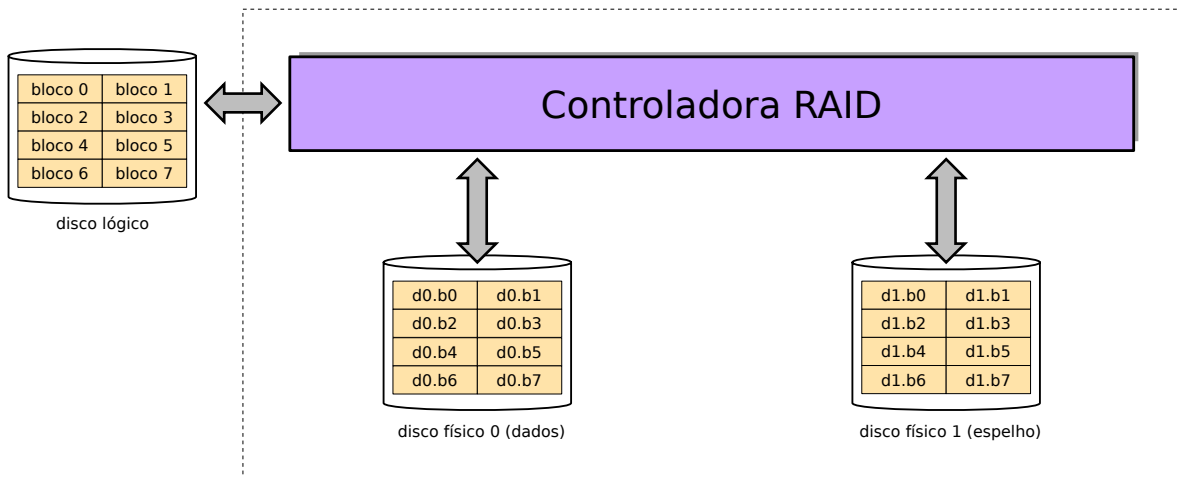 Controladora RAID
bloco 0 bloco 1
bloco 2 bloco 3
bloco 4 bloco 5
bloco 6 bloco 7
disco lógico
d0.b0 d0.b1
d0.b2 d0.b3
d0.b4 d0.b5
d0.b6 d0.b7
disco físico 0 (dados)
d1.b0 d1.b1
d1.b2 d1.b3
d1.b4 d1.b5
d1.b6 d1.b7
disco físico 1 (espelho)